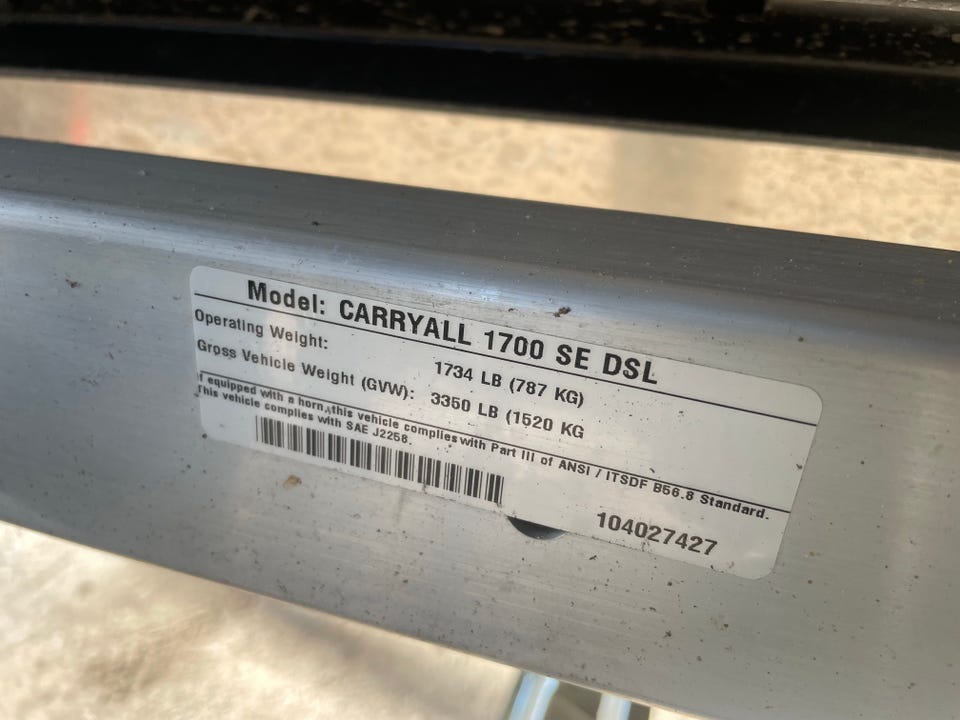 Model: CARRYALL 1700 SE DSL
Operating Weight: 1734 LB (787 KG)
Gross Vehicle Weight (GVW): 3350 LB (1520 KG
f equipped with a horn, this vehicle complies with Part III of ANSI / ITSDF B56.8 Standard.
This vehicle complies with SAE J2258.
104027427